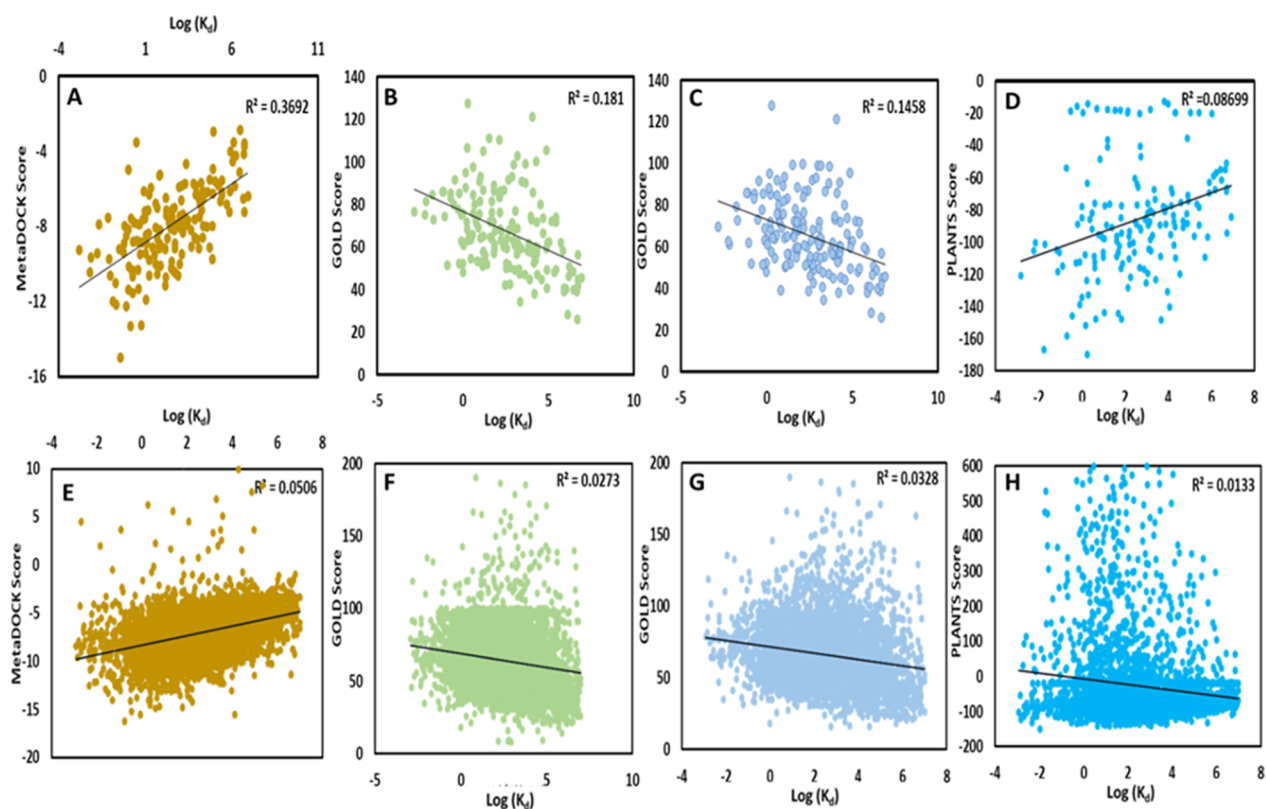 Log (Kd)
-4 1 6 11
0
-4
-8
-12
-16
MetaDOCK Score
A
R² = 0.3692
140
120
100
80
60
40
20
0
GOLD Score
B
R² = 0.181
-5 0 5 10
Log (Kd)
140
120
100
80
60
40
20
0
GOLD Score
C
R² = 0.1458
-5 0 5 10
Log (Kd)
0
-20
-40
-60
-80
-100
-120
-140
-160
-180
PLANTS Score
D
R² =0.08699
-4 -2 0 2 4 6 8
Log (Kd)
Log (Kd)
-4 -2 0 2 4 6 8
10
5
0
-5
-10
-15
-20
MetaDOCK Score
E
R² = 0.0506
200
150
100
50
0
GOLD Score
F
R² = 0.0273
-5 0 5 10
Log (Kd)
200
150
100
50
0
GOLD Score
G
R² = 0.0328
-4 -2 0 2 4 6 8
Log (Kd)
600
500
400
300
200
100
0
-100
-200
PLANTS Score
H
R² = 0.0133
-4 -2 0 2 4 6 8
Log (Kd)